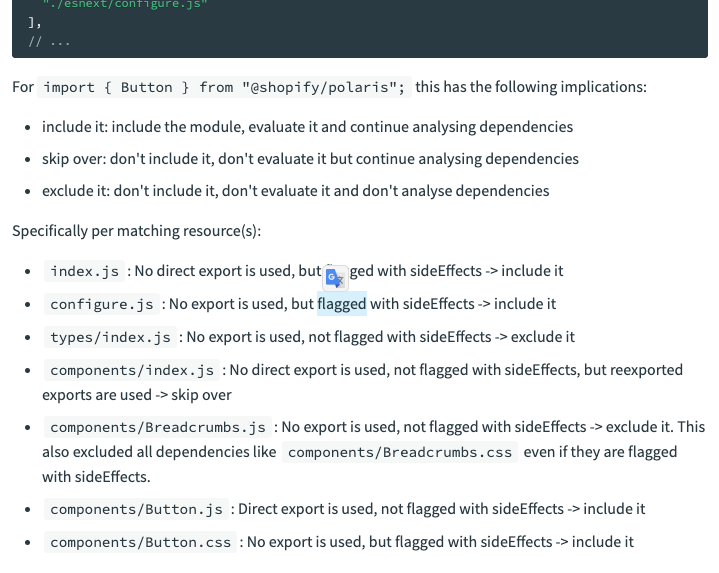 "./esnext/configure.js"
],
// ...
For import { Button } from "@shopify/polaris"; this has the following implications:
• include it: include the module, evaluate it and continue analysing dependencies
• skip over: don't include it, don't evaluate it but continue analysing dependencies
• exclude it: don't include it, don't evaluate it and don't analyse dependencies
Specifically per matching resource(s):
• index.js : No direct export is used, but ged with sideEffects -> include it
• configure.js : No export is used, but flagged with sideEffects -> include it
• types/index.js : No export is used, not flagged with sideEffects -> exclude it
• components/index.js : No direct export is used, not flagged with sideEffects, but reexported
exports are used -> skip over
• components/Breadcrumbs.js : No export is used, not flagged with sideEffects -> exclude it. This
also excluded all dependencies like components/Breadcrumbs.css even if they are flagged
with sideEffects.
• components/Button.js : Direct export is used, not flagged with sideEffects -> include it
• components/Button.css : No export is used, but flagged with sideEffects -> include it